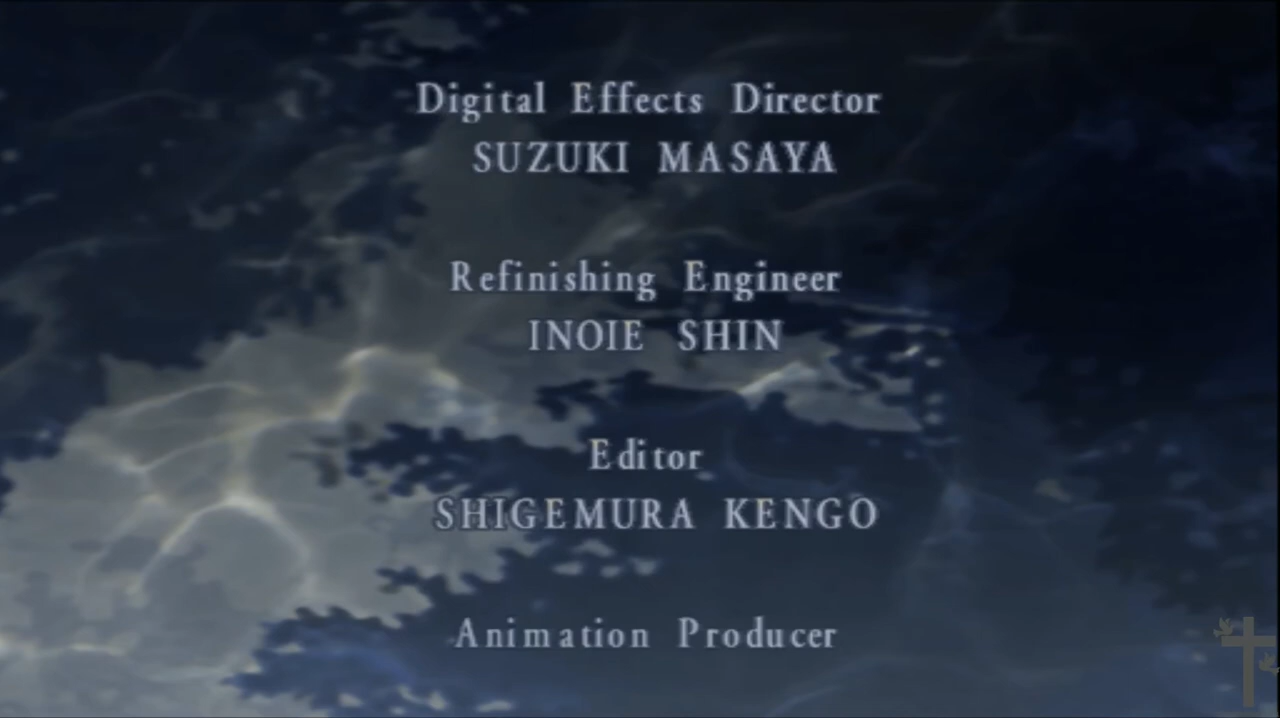 Digital Effects Director
SUZUKI MASAYA
Refinishing Engineer
INOIE SHIN
Editor
SHIGEMURA KENGO
Animation Producer